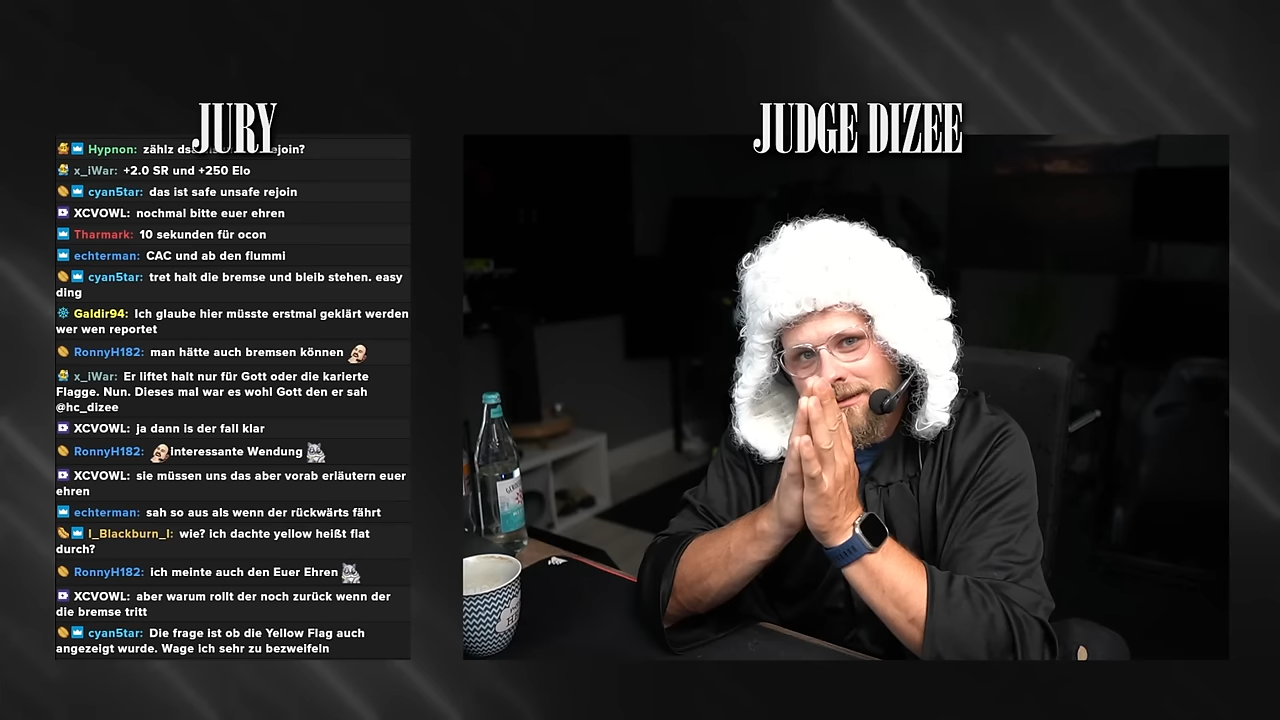 JURY
JUDGE DIZEE
Hypnon: zählz ejoin?
x_iWar: +2.0 SR und +250 Elo
cyan5tar: das ist safe unsafe rejoin
XCVOWL: nochmal bitte euer ehren
Tharmark: 10 sekunden für ocon
echterman: CAC und ab den flummi
cyan5tar: tret halt die bremse und bleib stehen. easy
ding
Galdir94: Ich glaube hier müsste erstmal geklärt werden
wer wen reportet
RonnyH182: man hätte auch bremsen können
x_iWar: Er liftet halt nur für Gott oder die karierte
Flagge. Nun. Dieses mal war es wohl Gott den er sah
@hc_dizee
XCVOWL: ja dann is der fall klar
RonnyH182: interessante Wendung
XCVOWL: sie müssen uns das aber vorab erläutern euer
ehren
echterman: sah so aus als wenn der rückwärts fährt
I_Blackburn_I: wie? ich dachte yellow heißt flat
durch?
RonnyH182: ich meinte auch den Euer Ehren
XCVOWL: aber warum rollt der noch zurück wenn der
die bremse tritt
cyan5tar: Die frage ist ob die Yellow Flag auch
angezeigt wurde. Wage ich sehr zu bezweifeln